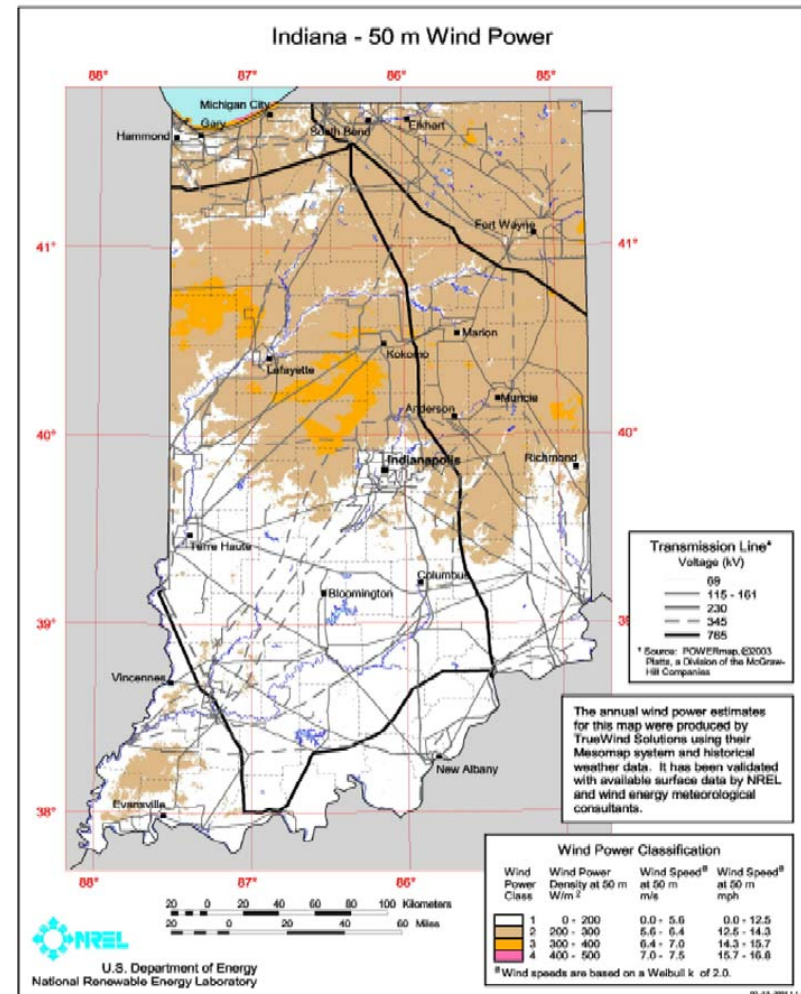 Indiana - 50 m Wind Power
88° 87° 86° 85°
Michigan City
Gary
Hammond
South Bend
Elkhart
Fort Wayne
41° 41°
Marion
Kokomo
Lafayette
Muncie
Anderson
40° 40°
Indianapolis
Richmond
Terre Haute
Columbus
Bloomington
39° 39°
Vincennes
New Albany
38° 38°
Evansville
88° 87° 86° 85°
Transmission Line*
Voltage (kV)
69
115 - 161
230
345
765
* Source: POWERmap, ©2003
Platts, a Division of the McGraw-
Hill Companies
The annual wind power estimates
for this map were produced by
TrueWind Solutions using their
Mesomap system and historical
weather data. It has been validated
with available surface data by NREL
and wind energy meteorological
consultants.
Wind Power Classification
Wind Power Class
Wind Power Density at 50 m W/m²
Wind Speedᴮ at 50 m m/s
Wind Speedᴮ at 50 m mph
1 0 - 200 0.0 - 5.6 0.0 - 12.5
2 200 - 300 5.6 - 6.4 12.5 - 14.3
3 300 - 400 6.4 - 7.0 14.3 - 15.7
4 400 - 500 7.0 - 7.5 15.7 - 16.8
ᴮ Wind speeds are based on a Weibull k of 2.0.
20 0 20 40 60 80 100 Kilometers
20 0 20 40 60 Miles
NREL
U.S. Department of Energy
National Renewable Energy Laboratory